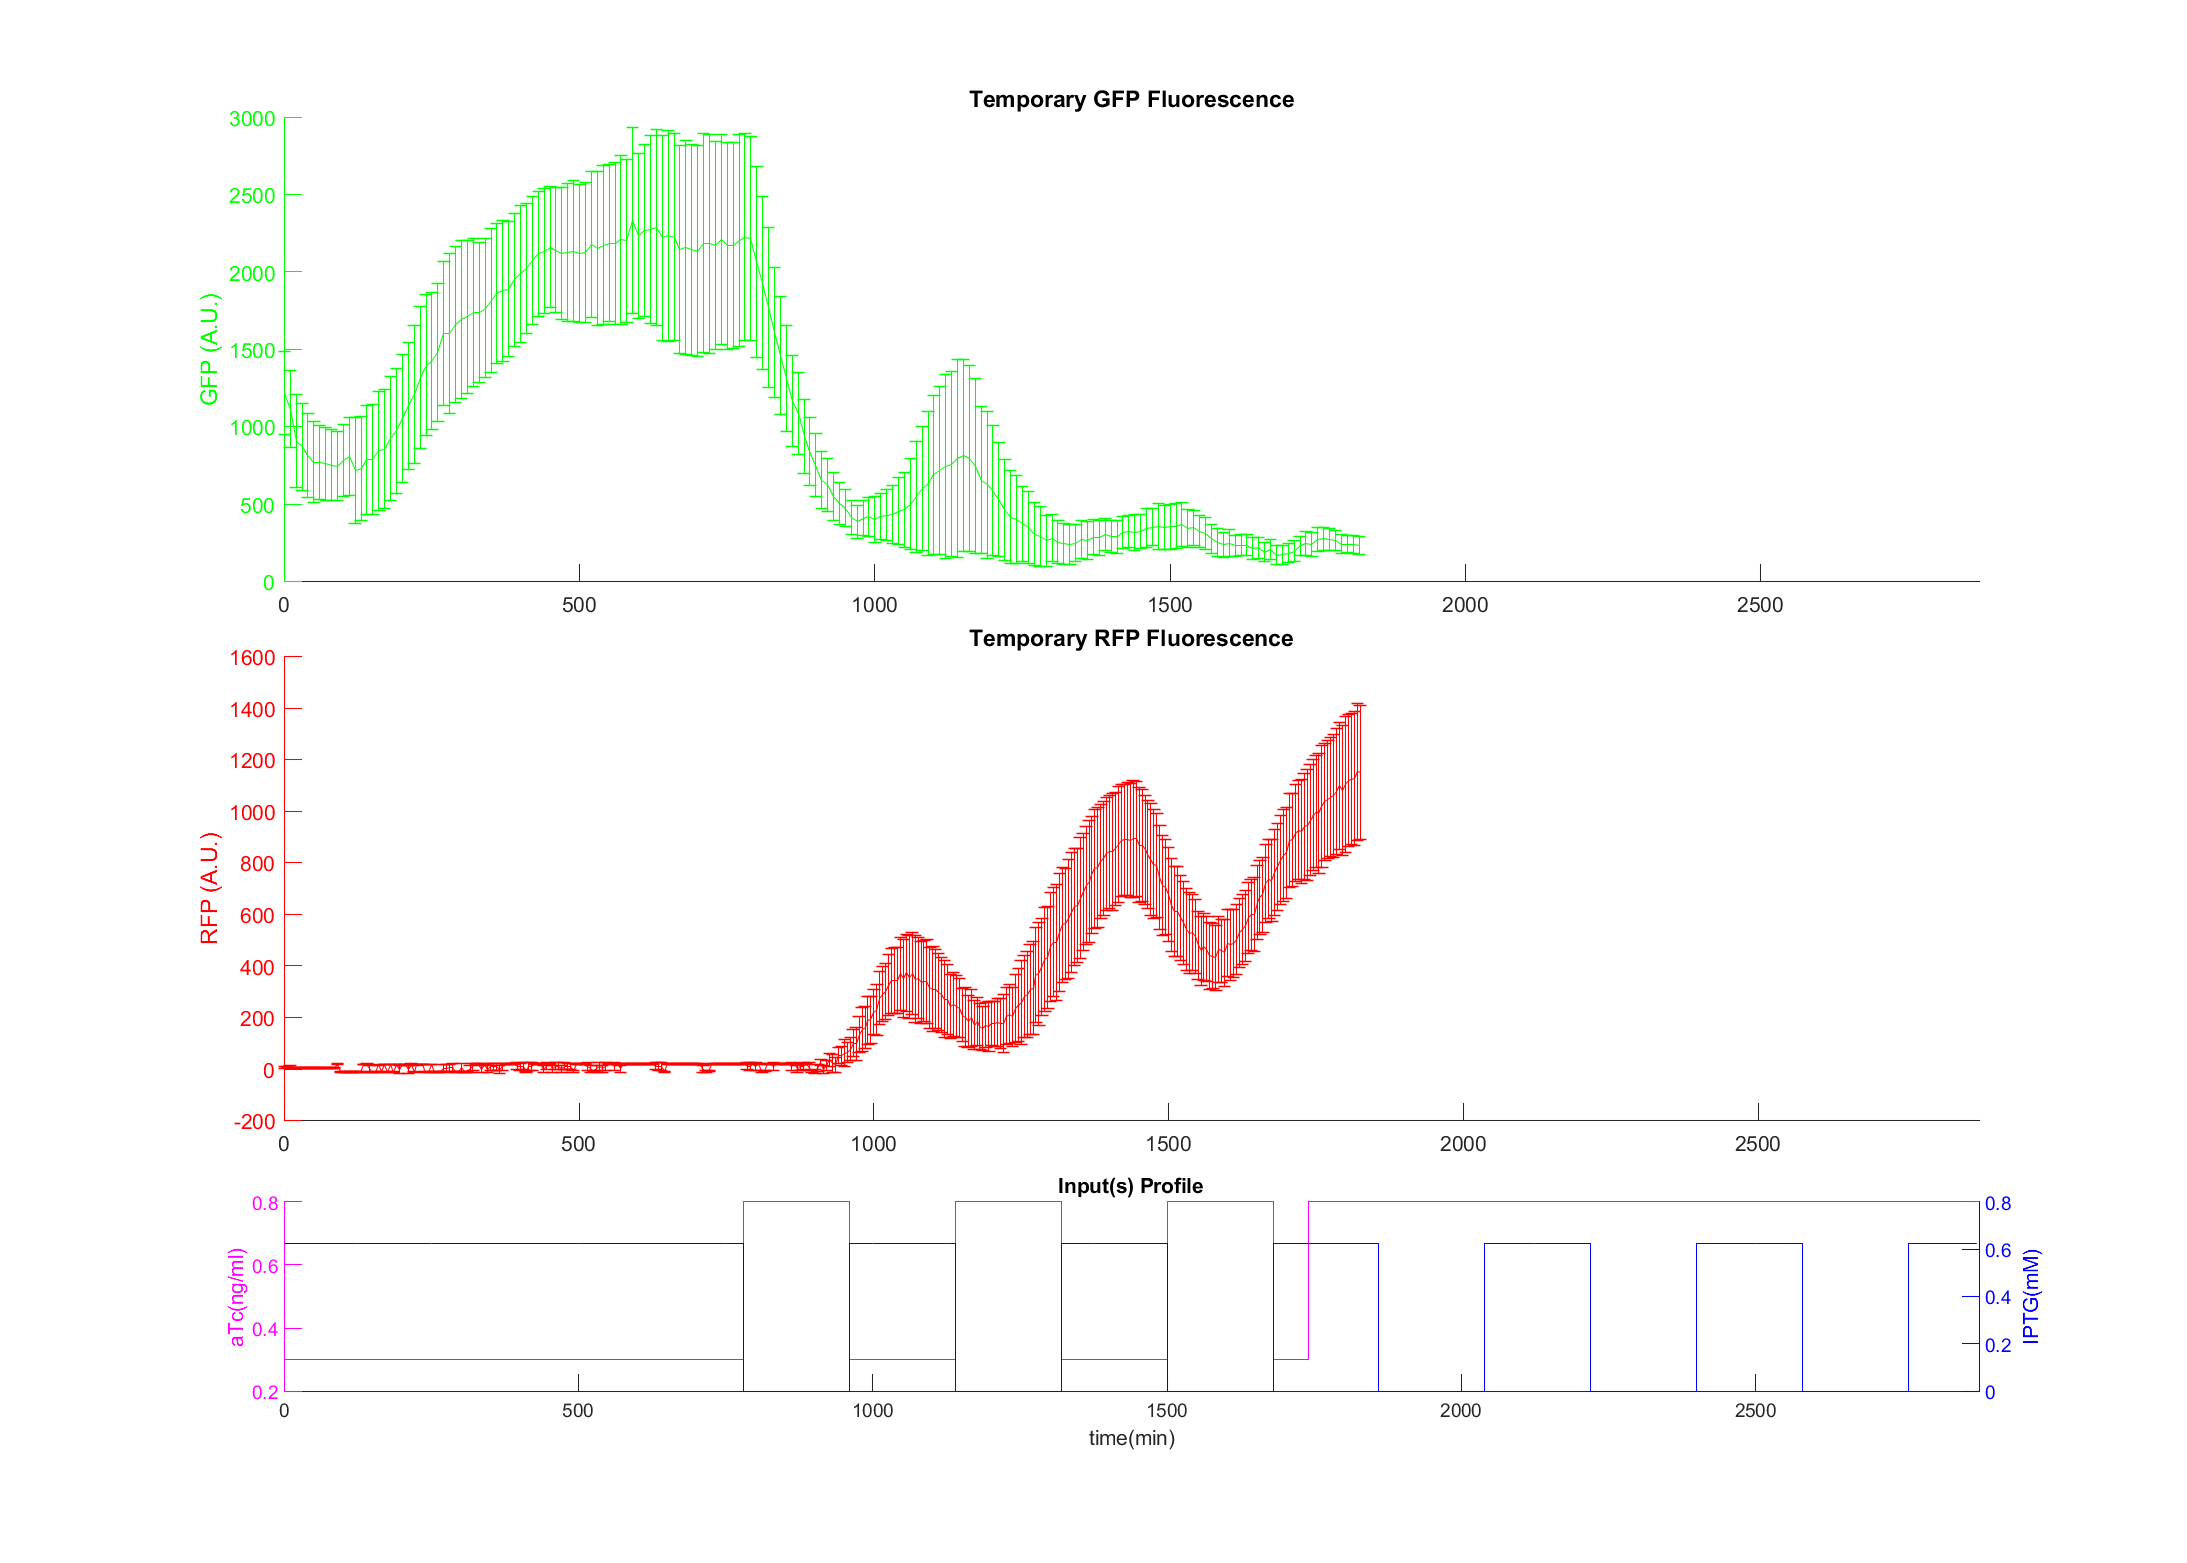 Temporary GFP Fluorescence
3000
2500
2000
1500
1000
500
0
GFP (A.U.)
0 500 1000 1500 2000 2500
Temporary RFP Fluorescence
1600
1400
1200
1000
800
600
400
200
0
-200
RFP (A.U.)
0 500 1000 1500 2000 2500
Input(s) Profile
0.8
0.6
0.4
0.2
aTc(ng/ml)
0.8
0.6
0.4
0.2
0
IPTG(mM)
0 500 1000 1500 2000 2500
time(min)